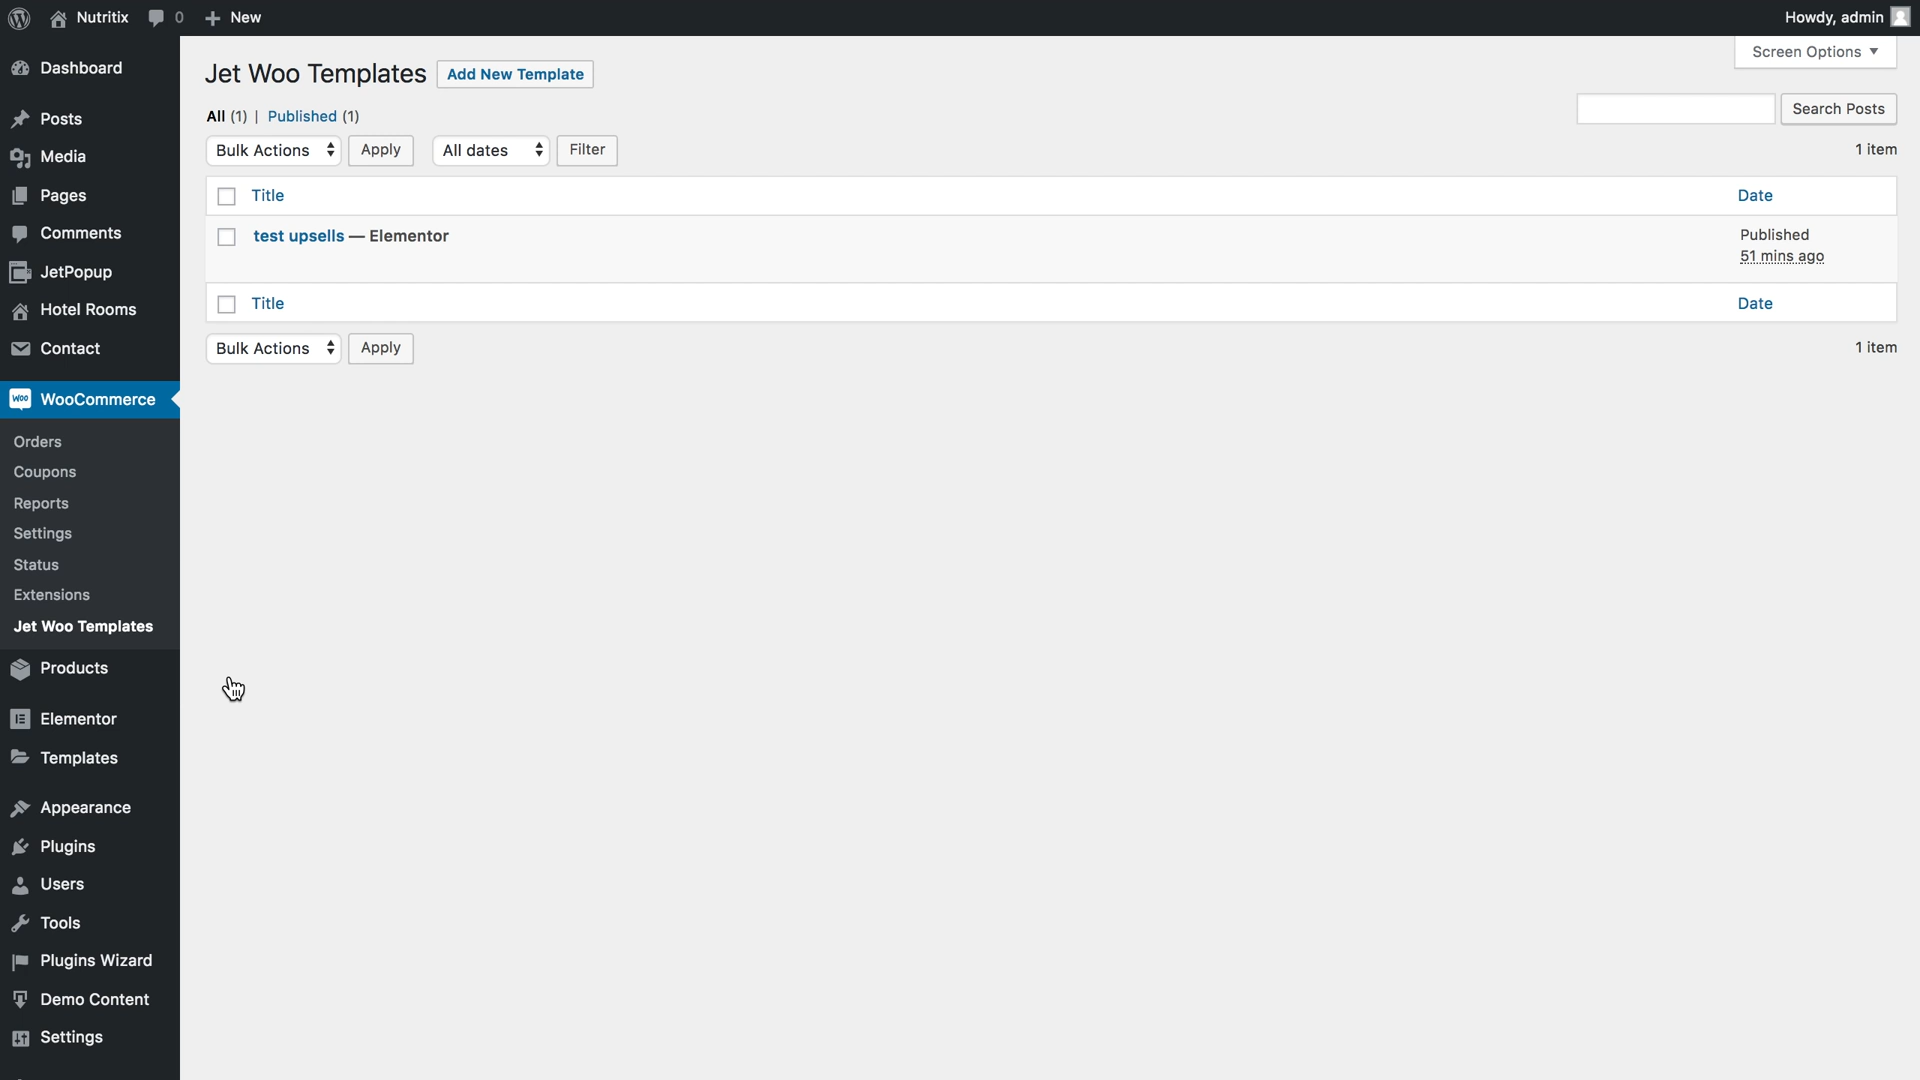 Nutritix 0 New Howdy, admin
Screen Options
Dashboard
Posts
Media
Pages
Comments
JetPopup
Hotel Rooms
Contact
WOO WooCommerce
Orders
Coupons
Reports
Settings
Status
Extensions
Jet Woo Templates
Products
Elementor
Templates
Appearance
Plugins
Users
Tools
Plugins Wizard
Demo Content
Settings
Jet Woo Templates Add New Template
All (1) | Published (1)
Search Posts
Bulk Actions Apply All dates Filter 1 item
Title Date
test upsells — Elementor Published
51 mins ago
Title Date
Bulk Actions Apply 1 item